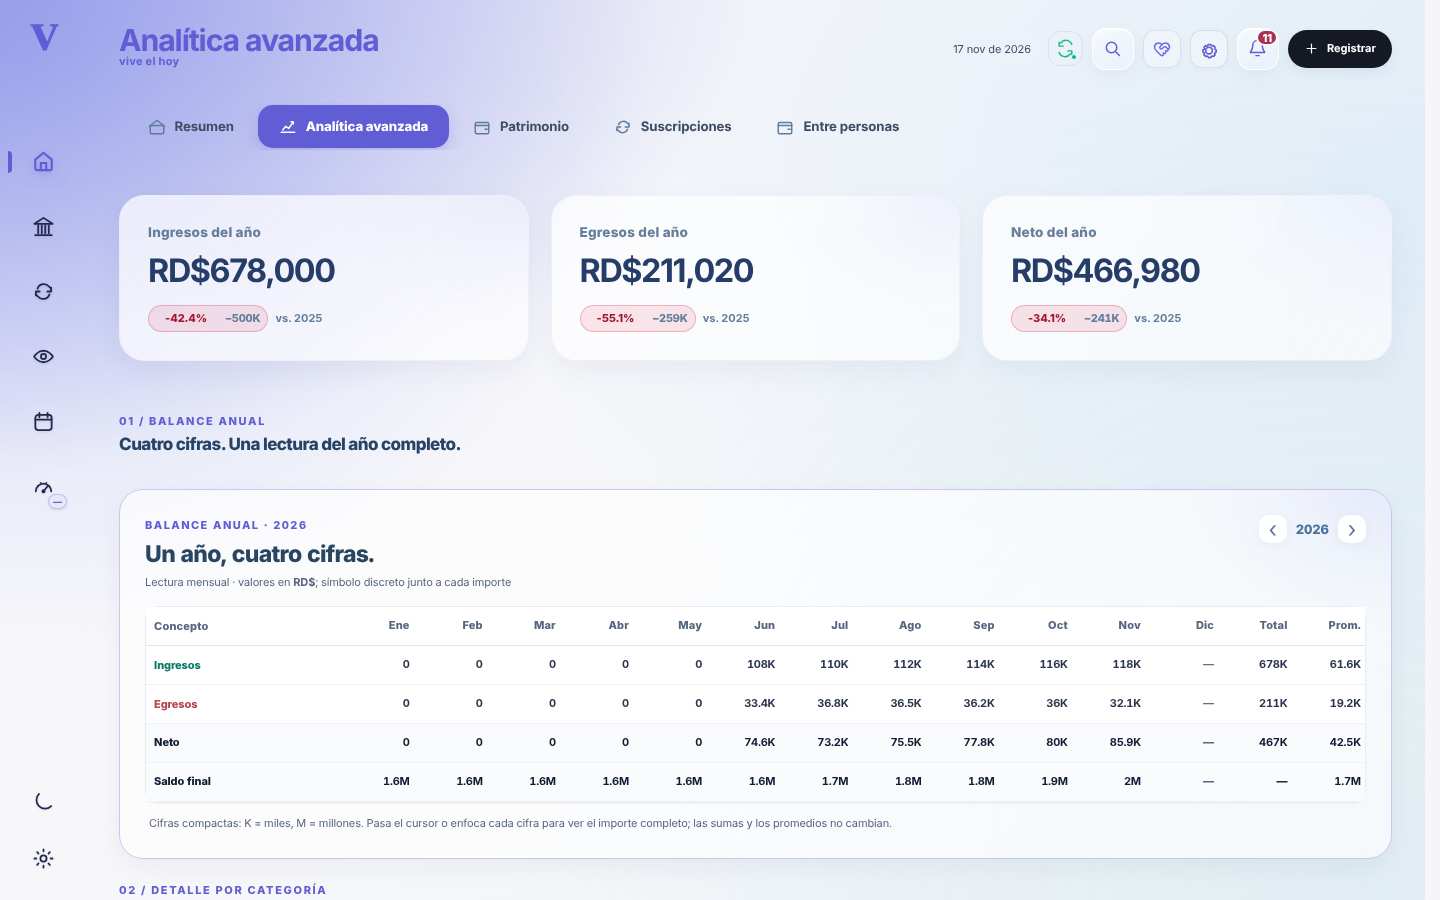 V
Analítica avanzada
vive el hoy
17 nov de 2026
11
Registrar
Resumen
Analítica avanzada
Patrimonio
Suscripciones
Entre personas
Ingresos del año
RD$678,000
-42.4% −500K vs. 2025
Egresos del año
RD$211,020
-55.1% −259K vs. 2025
Neto del año
RD$466,980
-34.1% −241K vs. 2025
01 / BALANCE ANUAL
Cuatro cifras. Una lectura del año completo.
BALANCE ANUAL · 2026
2026
Un año, cuatro cifras.
Lectura mensual · valores en RD$; símbolo discreto junto a cada importe
Concepto Ene Feb Mar Abr May Jun Jul Ago Sep Oct Nov Dic Total Prom.
Ingresos 0 0 0 0 0 108K 110K 112K 114K 116K 118K — 678K 61.6K
Egresos 0 0 0 0 0 33.4K 36.8K 36.5K 36.2K 36K 32.1K — 211K 19.2K
Neto 0 0 0 0 0 74.6K 73.2K 75.5K 77.8K 80K 85.9K — 467K 42.5K
Saldo final 1.6M 1.6M 1.6M 1.6M 1.6M 1.6M 1.7M 1.8M 1.8M 1.9M 2M — — 1.7M
Cifras compactas: K = miles, M = millones. Pasa el cursor o enfoca cada cifra para ver el importe completo; las sumas y los promedios no cambian.
02 / DETALLE POR CATEGORÍA